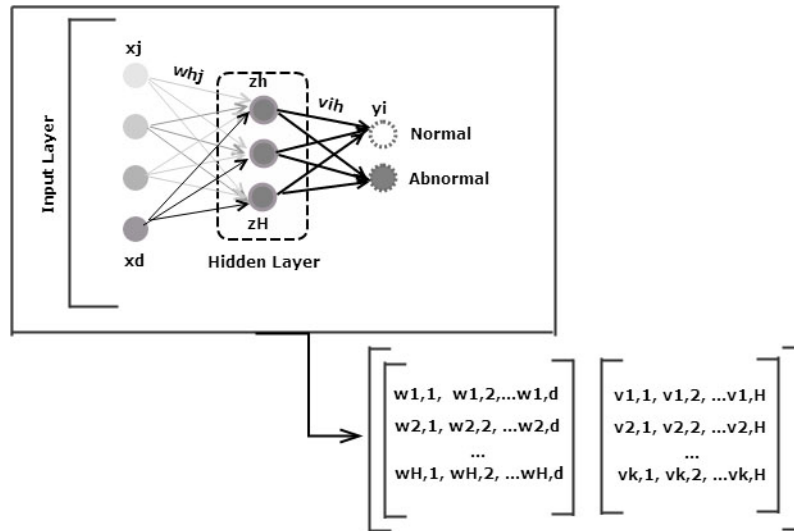 xj
whj
zh
vih
yi
Normal
Abnormal
Input Layer
zH
xd
Hidden Layer
w1,1, w1,2,...w1,d
w2,1, w2,2, ...w2,d
...
wH,1, wH,2, ...wH,d
v1,1, v1,2, ...v1,H
v2,1, v2,2, ...v2,H
...
vk,1, vk,2, ...vk,H